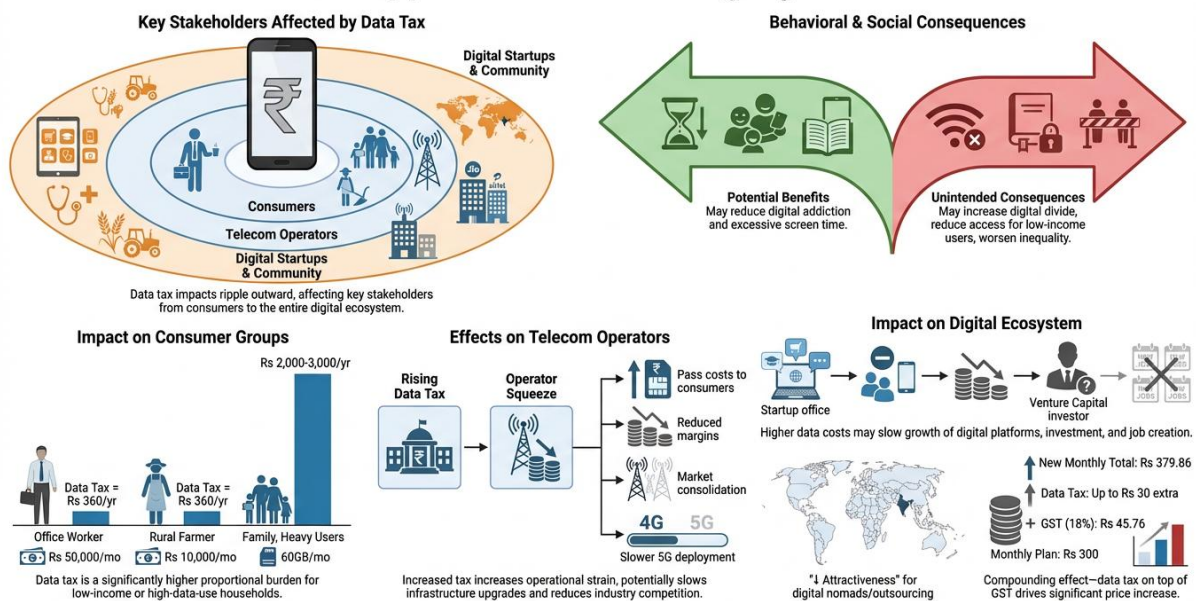 Key Stakeholders Affected by Data Tax
Digital Startups
& Community
₹
Jio
airtel
Consumers
Telecom Operators
Digital Startups
& Community
Data tax impacts ripple outward, affecting key stakeholders
from consumers to the entire digital ecosystem.
Behavioral & Social Consequences
Potential Benefits
May reduce digital addiction
and excessive screen time.
Unintended Consequences
May increase digital divide,
reduce access for low-income
users, worsen inequality.
Impact on Consumer Groups
Rs 2,000-3,000/yr
Data Tax =
Rs 360/yr
Data Tax =
Rs 360/yr
Office Worker
Rural Farmer
Family, Heavy Users
Rs 50,000/mo
Rs 10,000/mo
60GB/mo
Data tax is a significantly higher proportional burden for
low-income or high-data-use households.
Effects on Telecom Operators
Rising
Data Tax
₹
Operator
Squeeze
₹
Pass costs to
consumers
Reduced
margins
Market
consolidation
4G 5G
Slower 5G deployment
Increased tax increases operational strain, potentially slows
infrastructure upgrades and reduces industry competition.
Impact on Digital Ecosystem
Startup office
?
Venture Capital
investor
JOBS
JOBS
Higher data costs may slow growth of digital platforms, investment, and job creation.
"↓ Attractiveness" for
digital nomads/outsourcing
New Monthly Total: Rs 379.86
Data Tax: Up to Rs 30 extra
+ GST (18%): Rs 45.76
Monthly Plan: Rs 300
Compounding effect—data tax on top of
GST drives significant price increase.